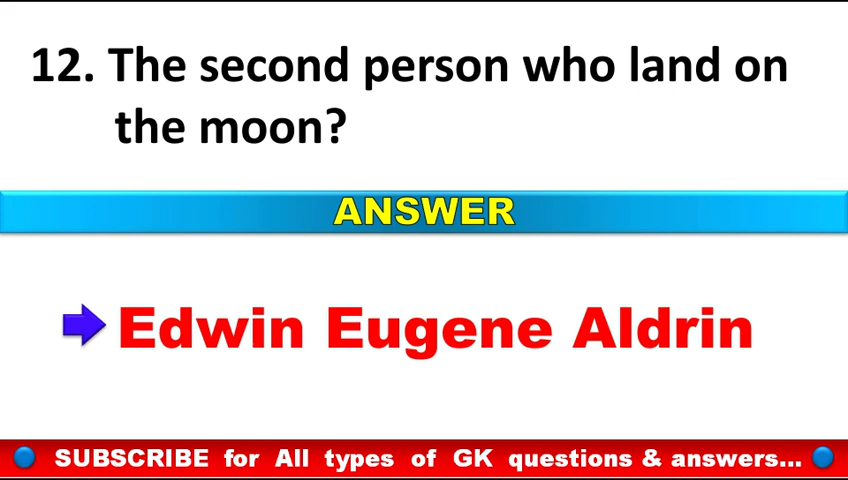 12. The second person who land on
the moon?
ANSWER
Edwin Eugene Aldrin
SUBSCRIBE for All types of GK questions & answers...